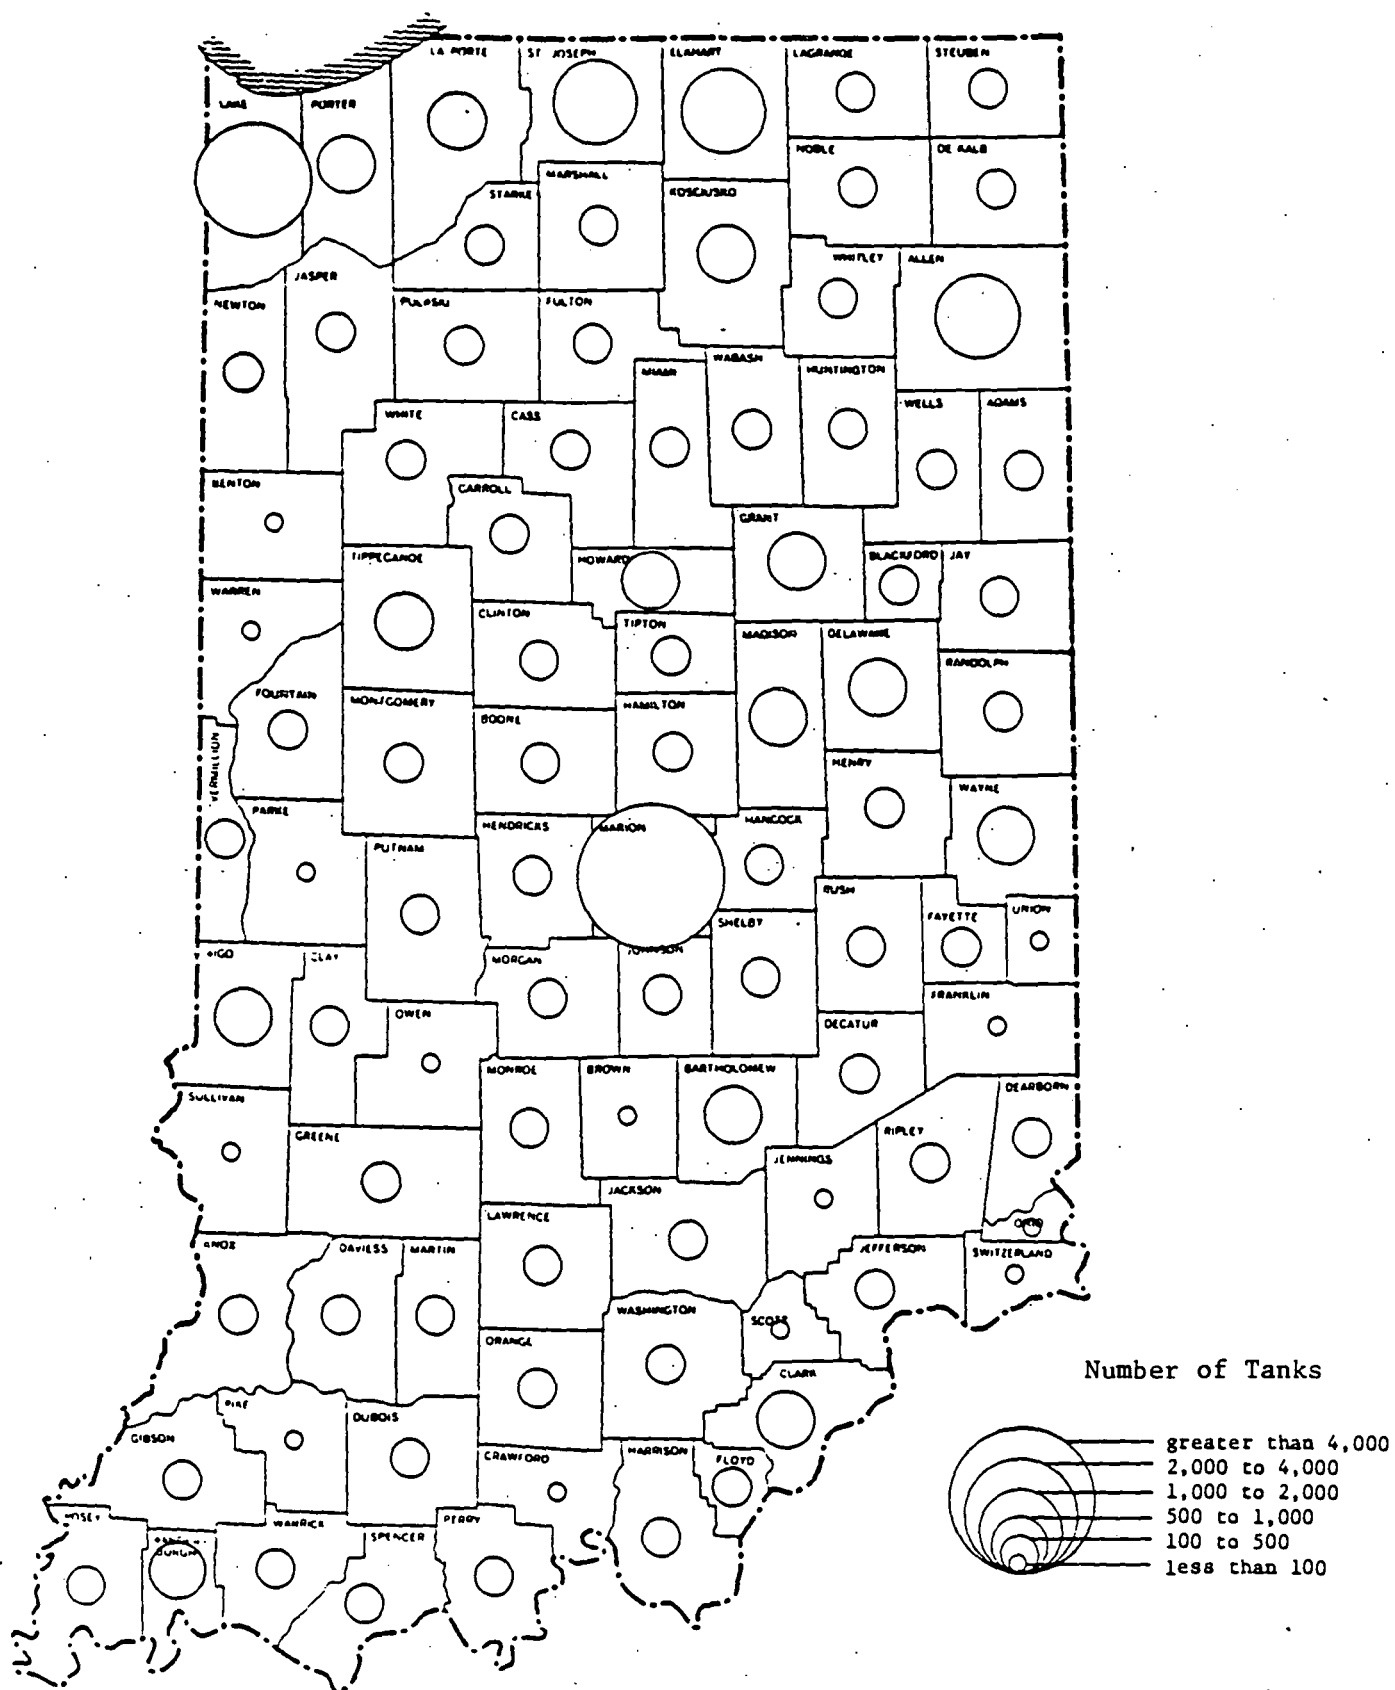 LA PORTE
ST JOSEPH
ELKHART
LAGRANGE
STEUBEN
LAKE
PORTER
NOBLE
DE KALB
MARSHALL
STARKE
KOSCIUSKO
WHITLEY
ALLEN
JASPER
NEWTON
PULASKI
FULTON
MIAMI
WABASH
HUNTINGTON
WHITE
CASS
WELLS
ADAMS
BENTON
CARROLL
GRANT
TIPPECANOE
HOWARD
BLACKFORD
JAY
WARREN
CLINTON
TIPTON
MADISON
DELAWARE
RANDOLPH
FOUNTAIN
MONTGOMERY
BOONE
HAMILTON
VERMILLION
HENRY
WAYNE
PARKE
HENDRICKS
MARION
HANCOCK
PUTNAM
RUSH
FAYETTE
UNION
SHELBY
VIGO
CLAY
MORGAN
JOHNSON
FRANKLIN
OWEN
DECATUR
MONROE
BROWN
BARTHOLOMEW
DEARBORN
SULLIVAN
GREENE
RIPLEY
JENNINGS
JACKSON
LAWRENCE
OHIO
KNOX
DAVIESS
MARTIN
JEFFERSON
SWITZERLAND
WASHINGTON
SCOTT
ORANGE
CLARK
PIKE
DUBOIS
GIBSON
CRAWFORD
HARRISON
FLOYD
POSEY
BURGH
WARRICK
SPENCER
PERRY
Number of Tanks
greater than 4,000
2,000 to 4,000
1,000 to 2,000
500 to 1,000
100 to 500
less than 100